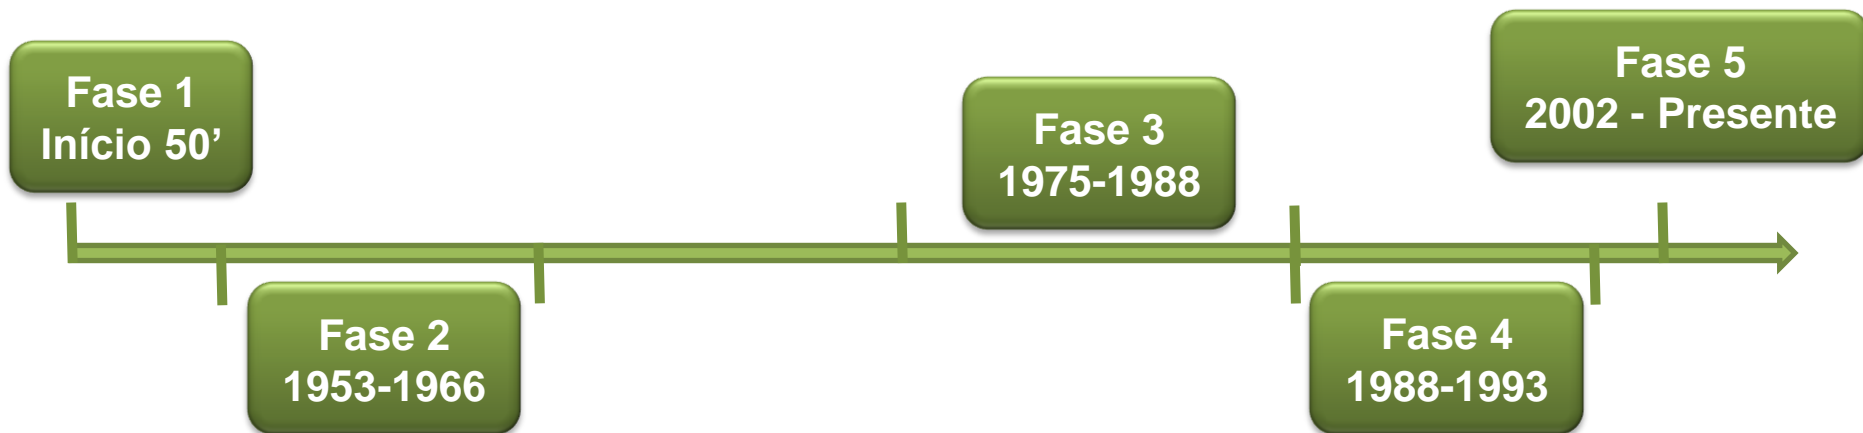 Fase 1
Início 50’
Fase 2
1953-1966
Fase 3
1975-1988
Fase 4
1988-1993
Fase 5
2002 - Presente